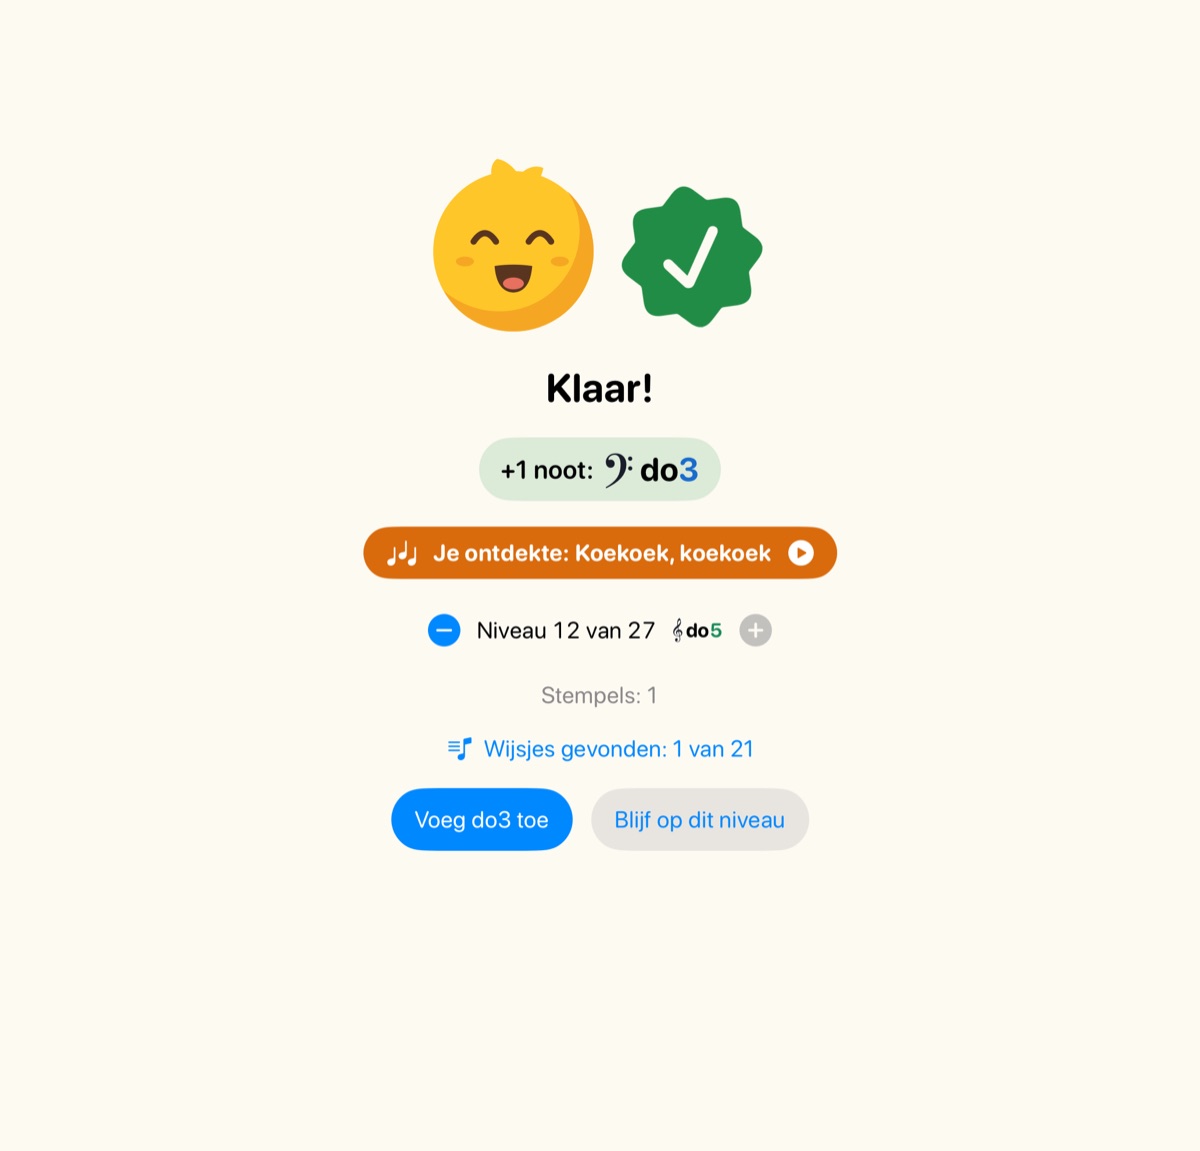 Klaar!
+1 noot: 𝄢 do3
Je ontdekte: Koekoek, koekoek
Niveau 12 van 27 𝄞 do5
Stempels: 1
Wijsjes gevonden: 1 van 21
Voeg do3 toe
Blijf op dit niveau